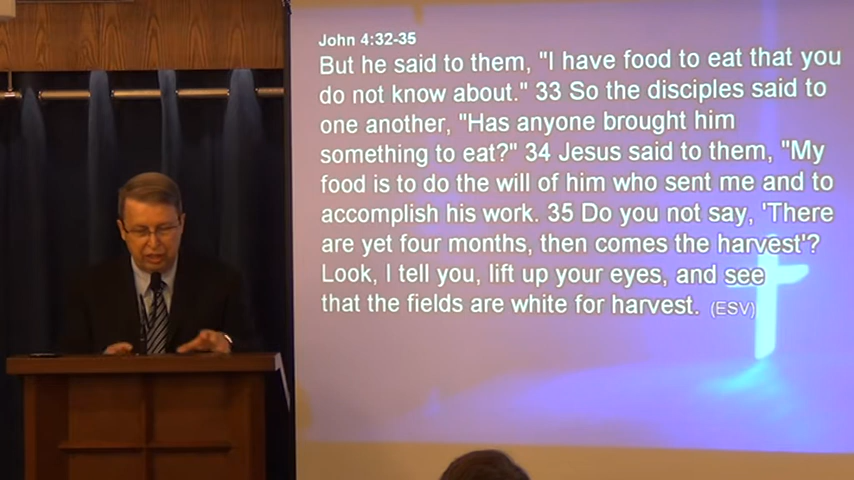 John 4:32-35
But he said to them, "I have food to eat that you
do not know about." 33 So the disciples said to
one another, "Has anyone brought him
something to eat?" 34 Jesus said to them, "My
food is to do the will of him who sent me and to
accomplish his work. 35 Do you not say, 'There
are yet four months, then comes the harvest'?
Look, I tell you, lift up your eyes, and see
that the fields are white for harvest. (ESV)